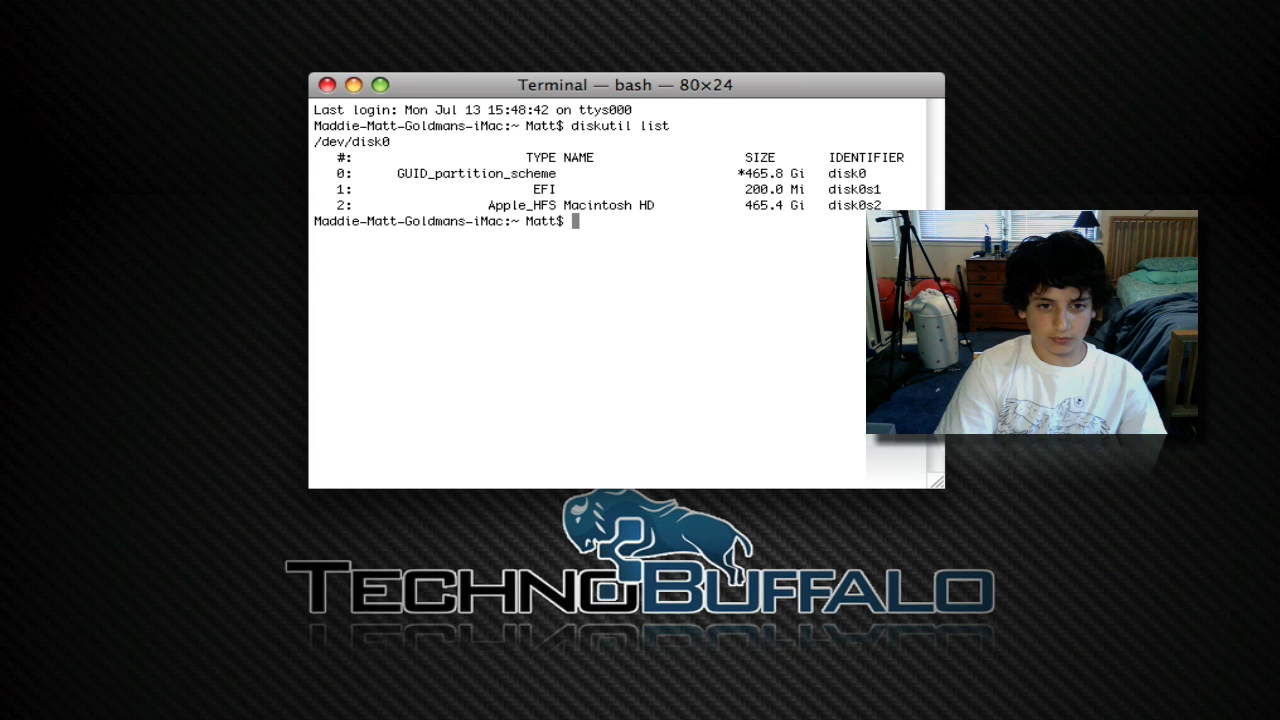 Terminal — bash — 80×24
Last login: Mon Jul 13 15:48:42 on ttys000
Maddie-Matt-Goldmans-iMac:~ Matt$ diskutil list
/dev/disk0
#: TYPE NAME SIZE IDENTIFIER
0: GUID_partition_scheme *465.8 Gi disk0
1: EFI 200.0 Mi disk0s1
2: Apple_HFS Macintosh HD 465.4 Gi disk0s2
Maddie-Matt-Goldmans-iMac:~ Matt$
TECHNOBUFFALO